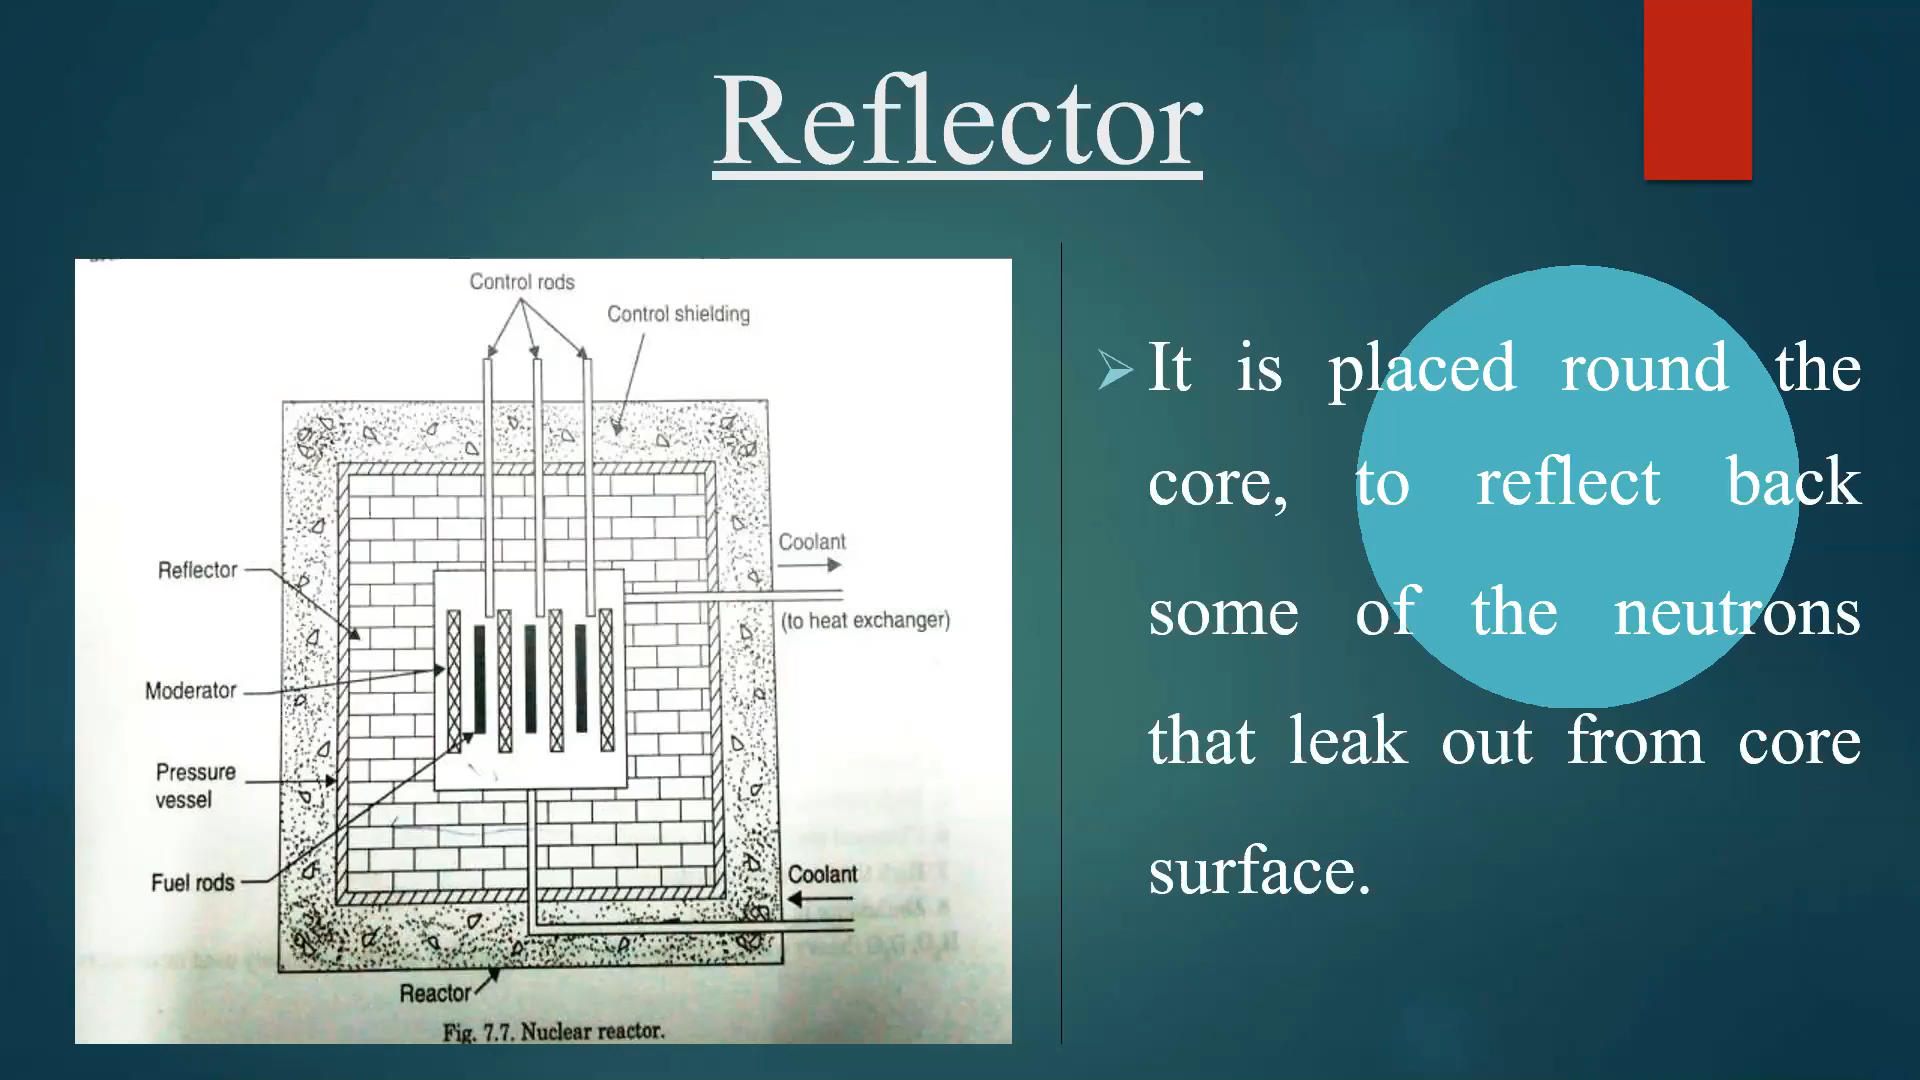 Reflector
Control rods
Control shielding
Coolant
(to heat exchanger)
Reflector
Moderator
Pressure
vessel
Fuel rods
Coolant
Reactor
Fig. 7.7. Nuclear reactor.
It is placed round the
core, to reflect back
some of the neutrons
that leak out from core
surface.